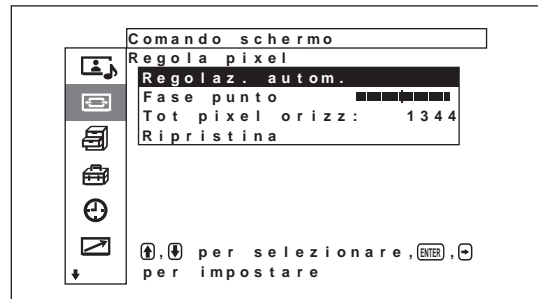 Comando schermo
Regola pixel
Regolaz. autom.
Fase punto
Tot pixel orizz: 1344
Ripristina
↑,↓ per selezionare,ENTER,→
per impostare